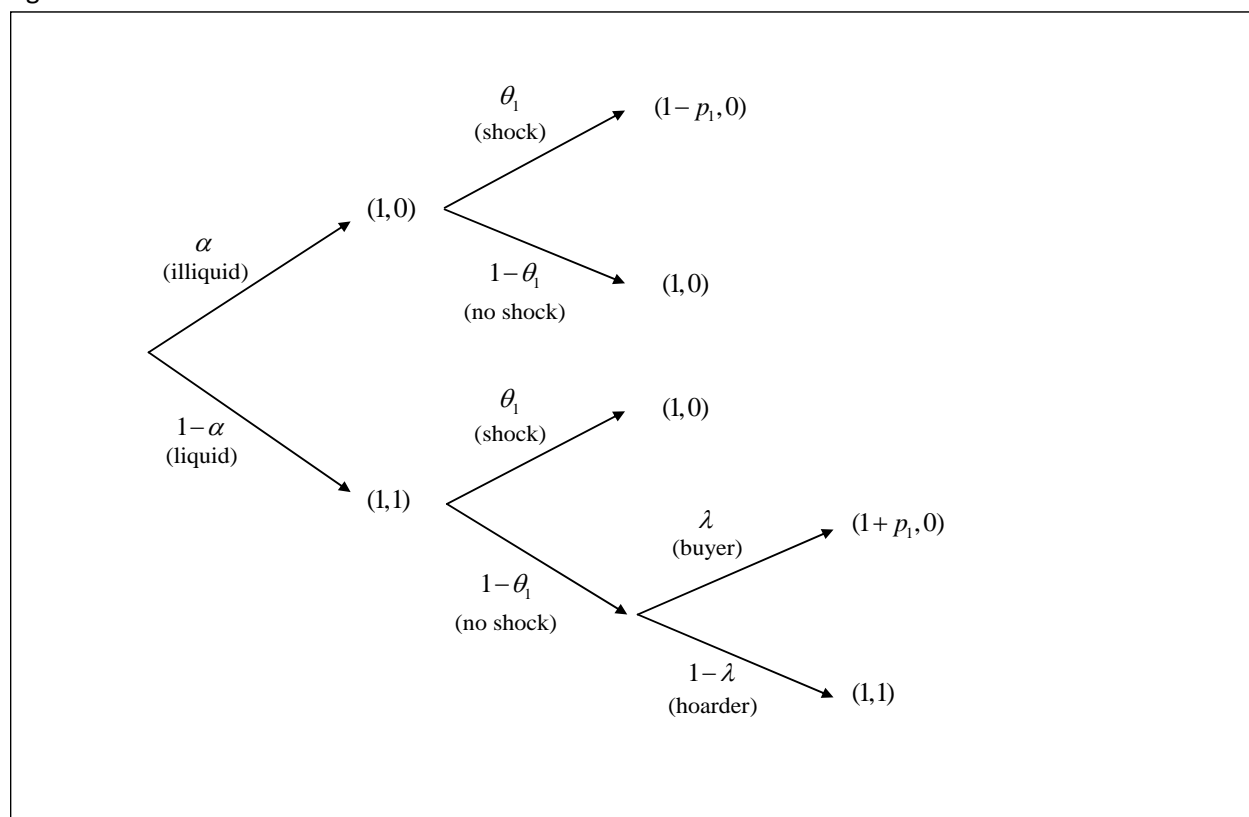 θ₁
(shock)
(1− p₁,0)
α
(illiquid)
(1,0)
1−θ₁
(no shock)
(1,0)
1−α
(liquid)
(1,1)
θ₁
(shock)
(1,0)
1−θ₁
(no shock)
λ
(buyer)
(1+ p₁,0)
1−λ
(hoarder)
(1,1)